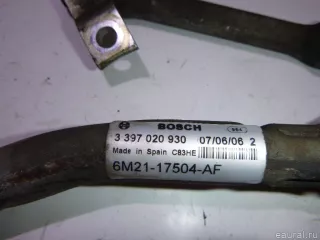 BOSCH
3 397 020 930 07/06/06 2
Made in Spain C83HE
6M21-17504-AF
eaural.ru